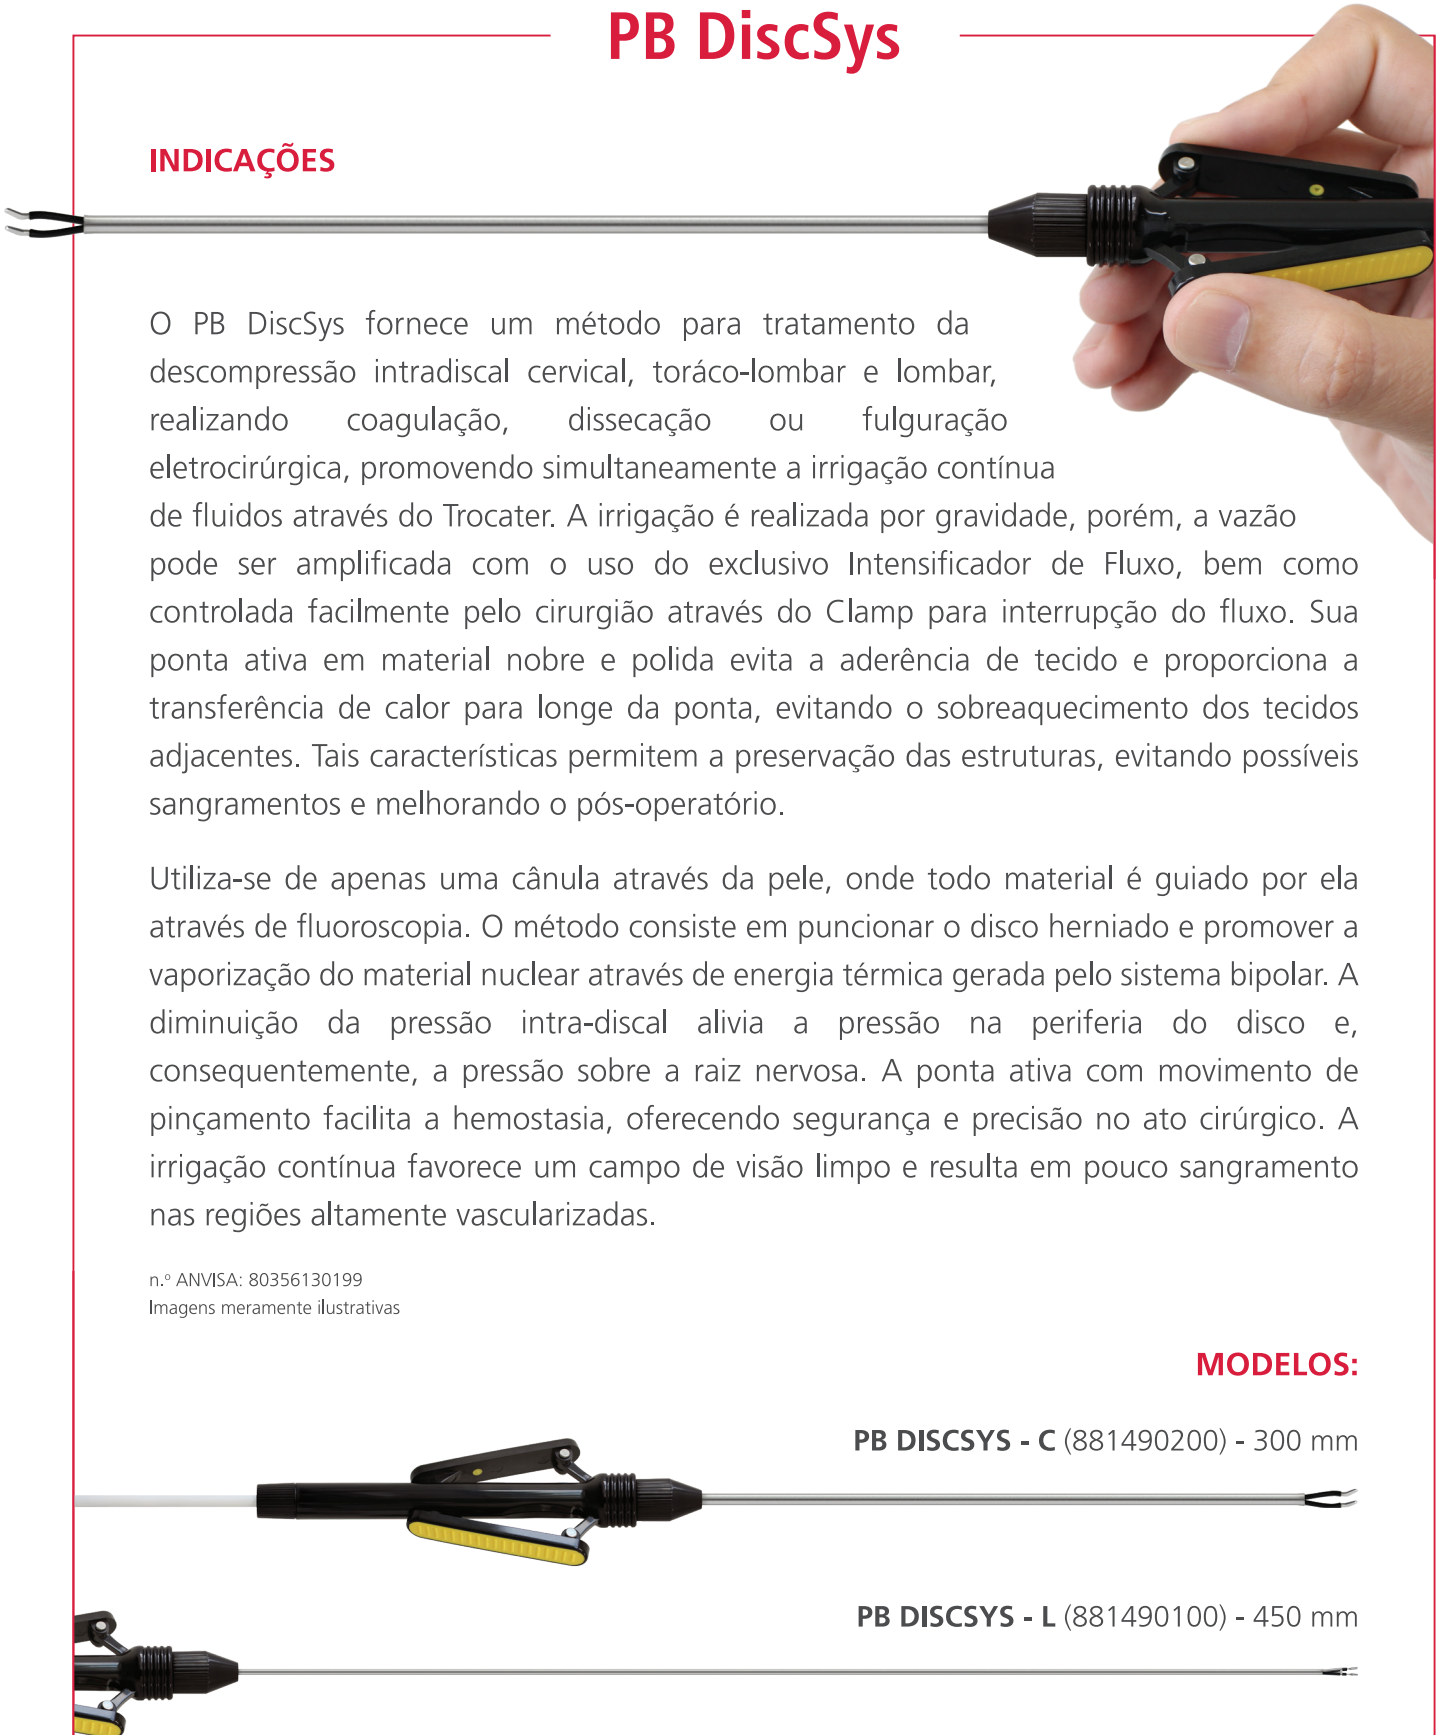 PB DiscSys
INDICAÇÕES
O PB DiscSys fornece um método para tratamento da
descompressão intradiscal cervical, toráco-lombar e lombar,
realizando coagulação, dissecação ou fulguração
eletrocirúrgica, promovendo simultaneamente a irrigação contínua
de fluidos através do Trocater. A irrigação é realizada por gravidade, porém, a vazão
pode ser amplificada com o uso do exclusivo Intensificador de Fluxo, bem como
controlada facilmente pelo cirurgião através do Clamp para interrupção do fluxo. Sua
ponta ativa em material nobre e polida evita a aderência de tecido e proporciona a
transferência de calor para longe da ponta, evitando o sobreaquecimento dos tecidos
adjacentes. Tais características permitem a preservação das estruturas, evitando possíveis
sangramentos e melhorando o pós-operatório.
Utiliza-se de apenas uma cânula através da pele, onde todo material é guiado por ela
através de fluoroscopia. O método consiste em puncionar o disco herniado e promover a
vaporização do material nuclear através de energia térmica gerada pelo sistema bipolar. A
diminuição da pressão intra-discal alivia a pressão na periferia do disco e,
consequentemente, a pressão sobre a raiz nervosa. A ponta ativa com movimento de
pinçamento facilita a hemostasia, oferecendo segurança e precisão no ato cirúrgico. A
irrigação contínua favorece um campo de visão limpo e resulta em pouco sangramento
nas regiões altamente vascularizadas.
n.º ANVISA: 80356130199
Imagens meramente ilustrativas
MODELOS:
PB DISCSYS - C (881490200) - 300 mm
PB DISCSYS - L (881490100) - 450 mm